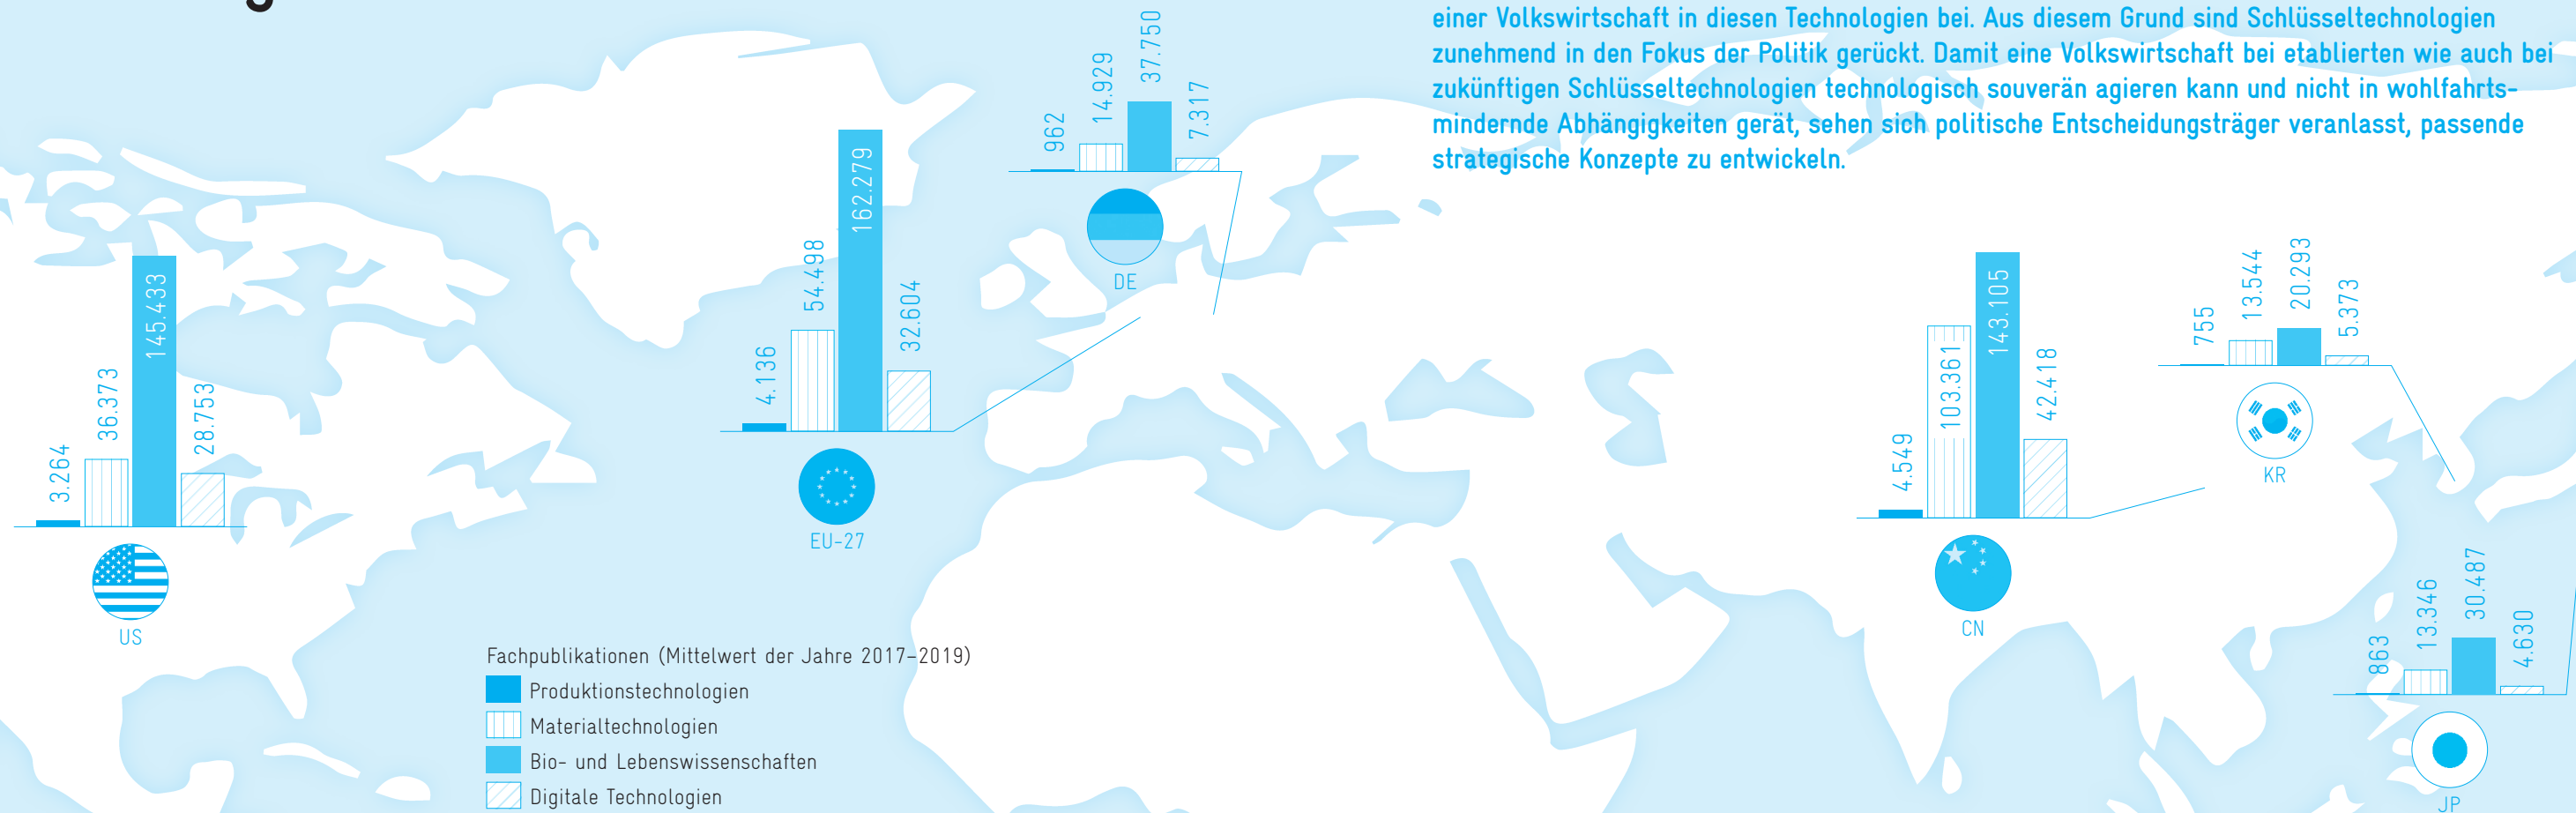 einer Volkswirtschaft in diesen Technologien bei. Aus diesem Grund sind Schlüsseltechnologien
zunehmend in den Fokus der Politik gerückt. Damit eine Volkswirtschaft bei etablierten wie auch bei
zukünftigen Schlüsseltechnologien technologisch souverän agieren kann und nicht in wohlfahrts-
mindernde Abhängigkeiten gerät, sehen sich politische Entscheidungsträger veranlasst, passende
strategische Konzepte zu entwickeln.
3.264
36.373
145.433
28.753
US
4.136
54.498
162.279
32.604
EU-27
962
14.929
37.750
7.317
DE
4.549
103.361
143.105
42.418
CN
755
13.544
20.293
5.373
KR
863
13.346
30.487
4.630
JP
Fachpublikationen (Mittelwert der Jahre 2017–2019)
Produktionstechnologien
Materialtechnologien
Bio- und Lebenswissenschaften
Digitale Technologien